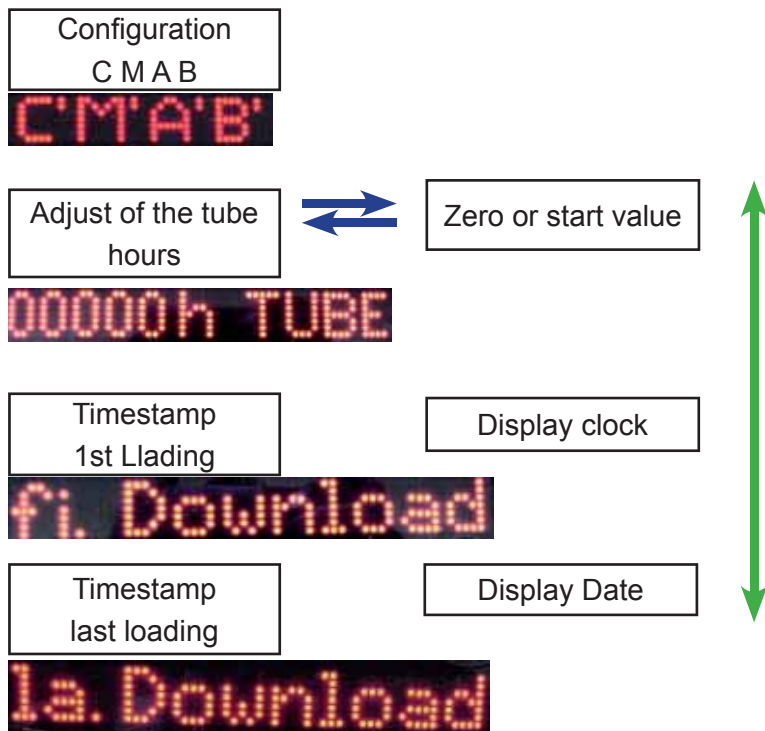 Configuration
C M A B
C'M'A'B'
Adjust of the tube
hours
Zero or start value
00000h TUBE
Timestamp
1st Llading
Display clock
fi. Download
Timestamp
last loading
Display Date
la. Download